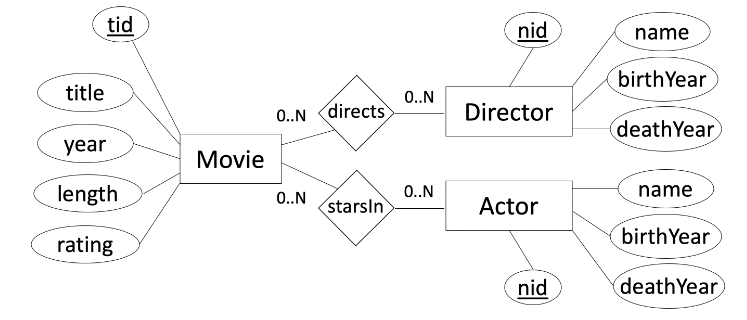 tid
title
year
length
rating
Movie
0..N
directs
0..N
Director
nid
name
birthYear
deathYear
0..N
starsIn
0..N
Actor
name
birthYear
deathYear
nid